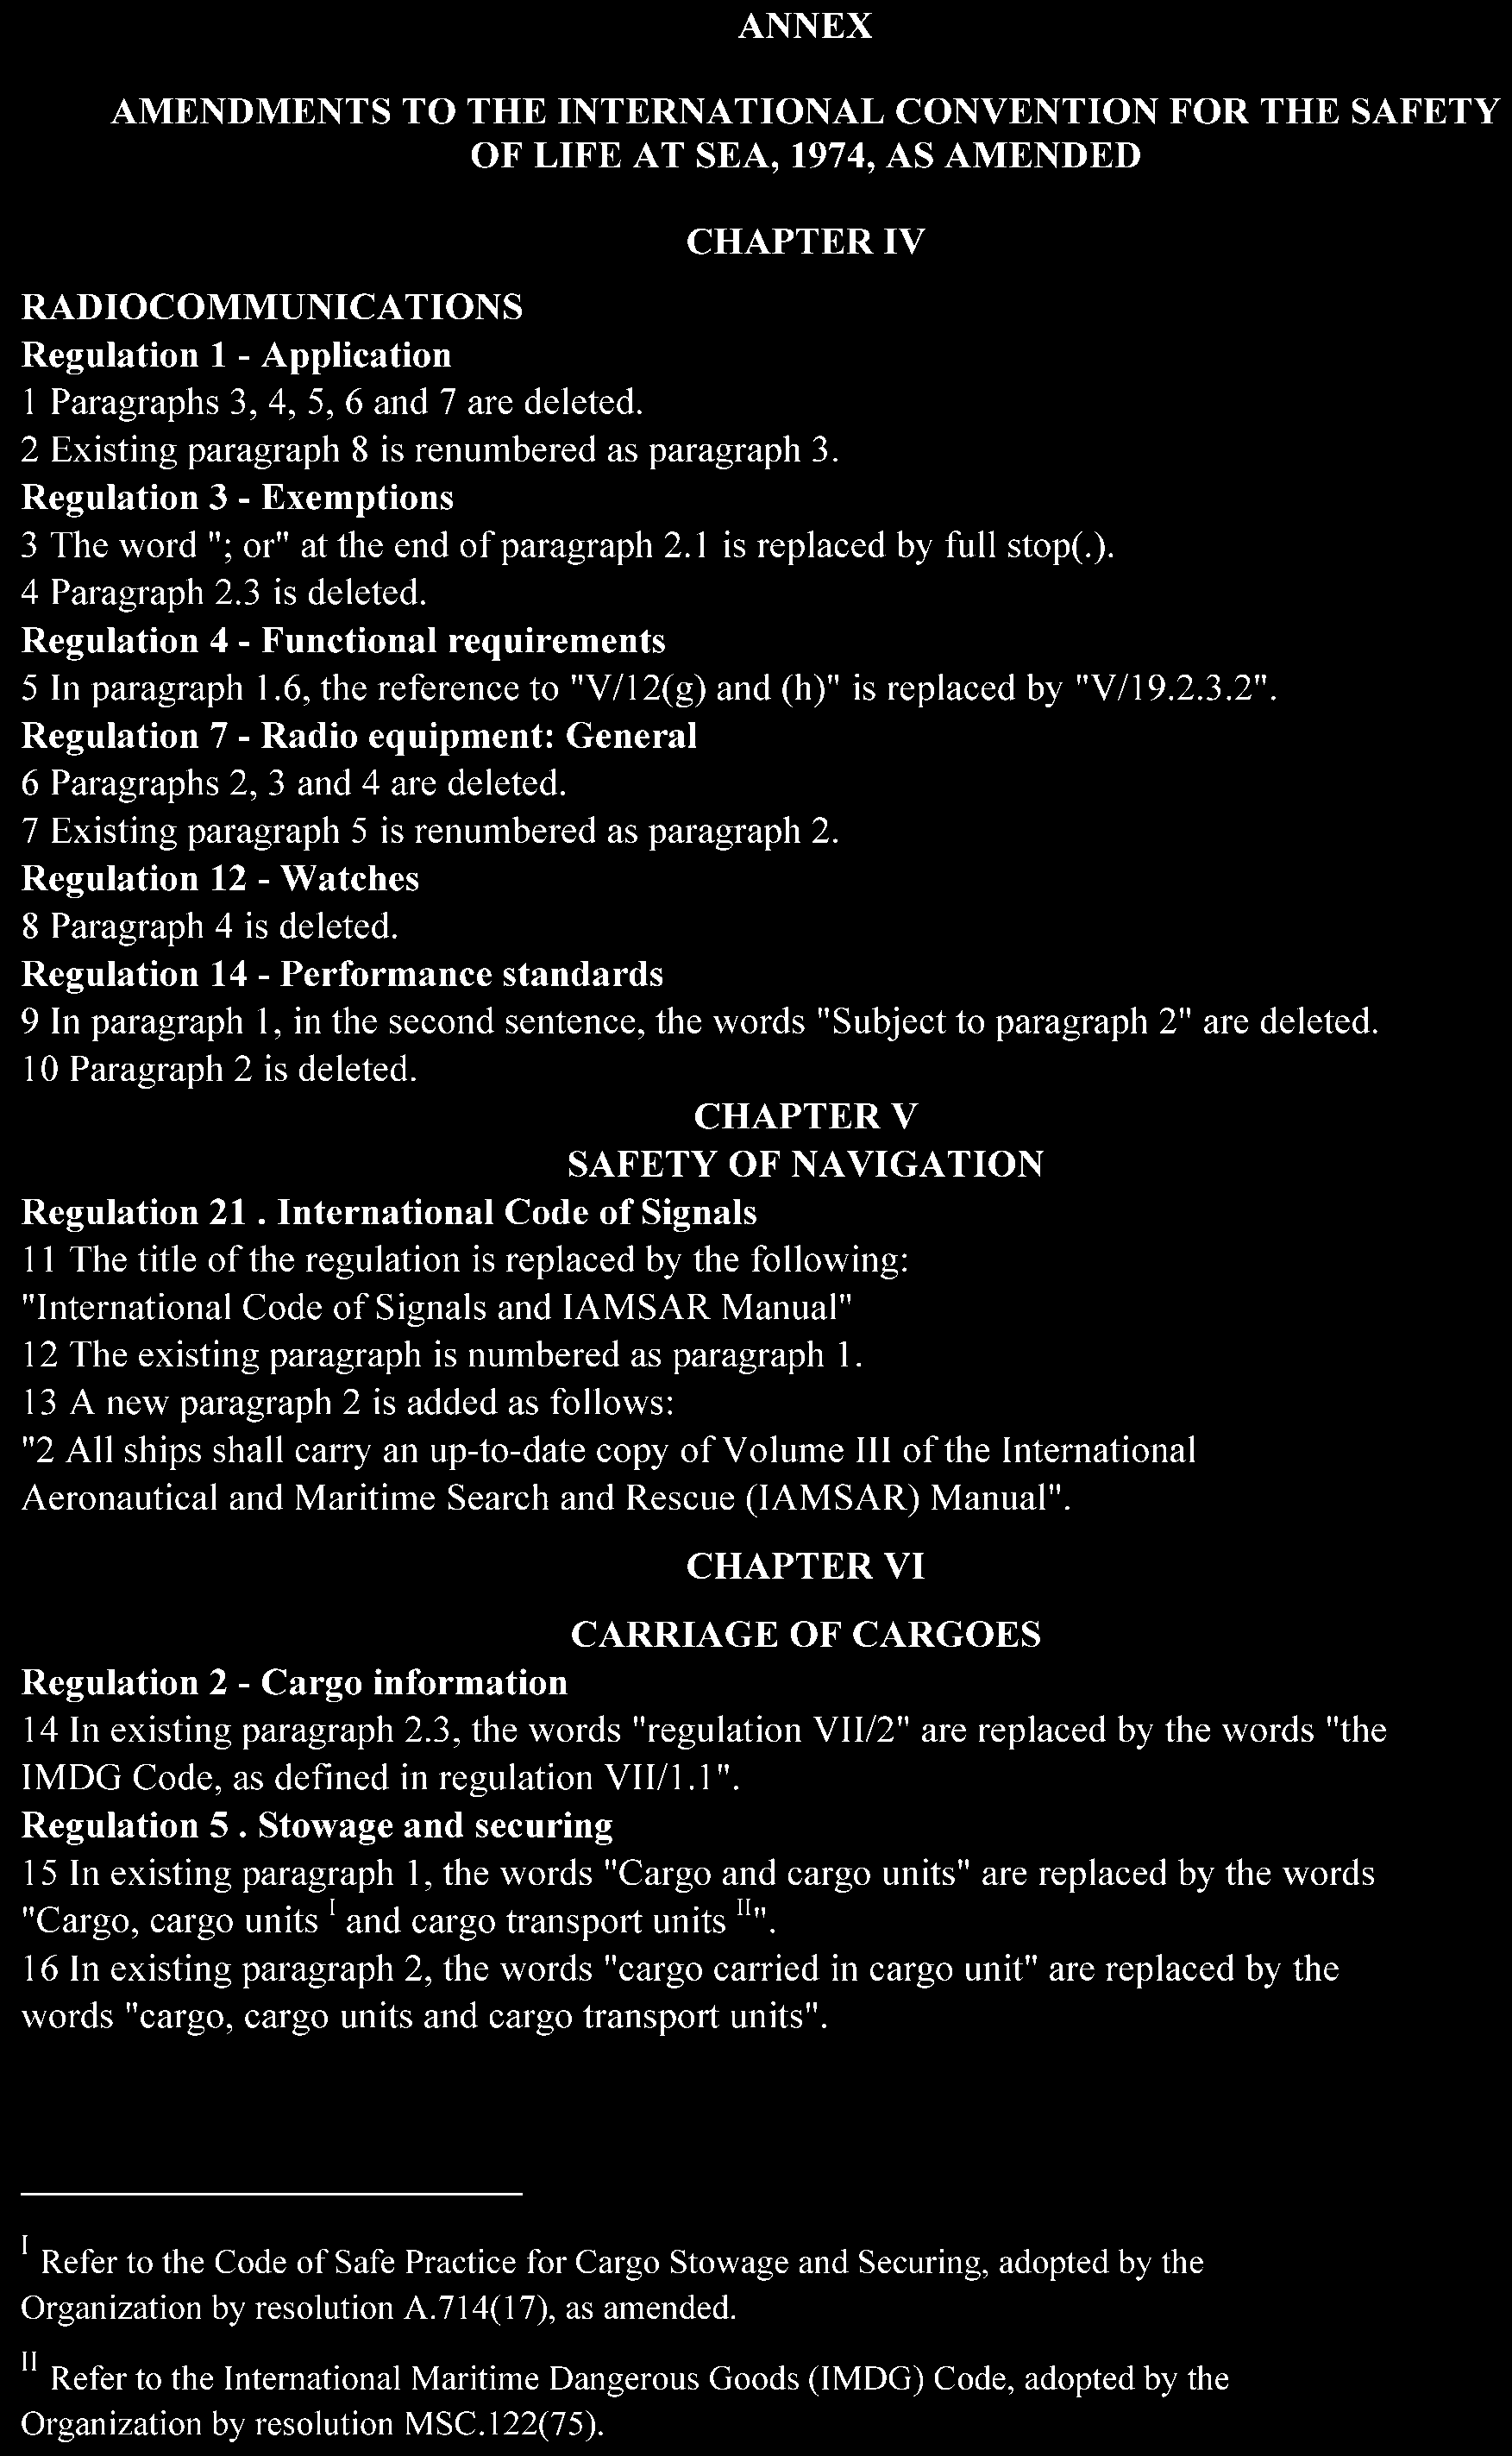 ANNEX
AMENDMENTS TO THE INTERNATIONAL CONVENTION FOR THE SAFETY
OF LIFE AT SEA, 1974, AS AMENDED
CHAPTER IV
RADIOCOMMUNICATIONS
Regulation 1 - Application
1 Paragraphs 3, 4, 5, 6 and 7 are deleted.
2 Existing paragraph 8 is renumbered as paragraph 3.
Regulation 3 - Exemptions
3 The word "; or" at the end of paragraph 2.1 is replaced by full stop(.).
4 Paragraph 2.3 is deleted.
Regulation 4 - Functional requirements
5 In paragraph 1.6, the reference to "V/12(g) and (h)" is replaced by "V/19.2.3.2".
Regulation 7 - Radio equipment: General
6 Paragraphs 2, 3 and 4 are deleted.
7 Existing paragraph 5 is renumbered as paragraph 2.
Regulation 12 - Watches
8 Paragraph 4 is deleted.
Regulation 14 - Performance standards
9 In paragraph 1, in the second sentence, the words "Subject to paragraph 2" are deleted.
10 Paragraph 2 is deleted.
CHAPTER V
SAFETY OF NAVIGATION
Regulation 21 . International Code of Signals
11 The title of the regulation is replaced by the following:
"International Code of Signals and IAMSAR Manual"
12 The existing paragraph is numbered as paragraph 1.
13 A new paragraph 2 is added as follows:
"2 All ships shall carry an up-to-date copy of Volume III of the International
Aeronautical and Maritime Search and Rescue (IAMSAR) Manual".
CHAPTER VI
CARRIAGE OF CARGOES
Regulation 2 - Cargo information
14 In existing paragraph 2.3, the words "regulation VII/2" are replaced by the words "the
IMDG Code, as defined in regulation VII/1.1".
Regulation 5 . Stowage and securing
15 In existing paragraph 1, the words "Cargo and cargo units" are replaced by the words
"Cargo, cargo units I and cargo transport units II".
16 In existing paragraph 2, the words "cargo carried in cargo unit" are replaced by the
words "cargo, cargo units and cargo transport units".
I Refer to the Code of Safe Practice for Cargo Stowage and Securing, adopted by the
Organization by resolution A.714(17), as amended.
II Refer to the International Maritime Dangerous Goods (IMDG) Code, adopted by the
Organization by resolution MSC.122(75).